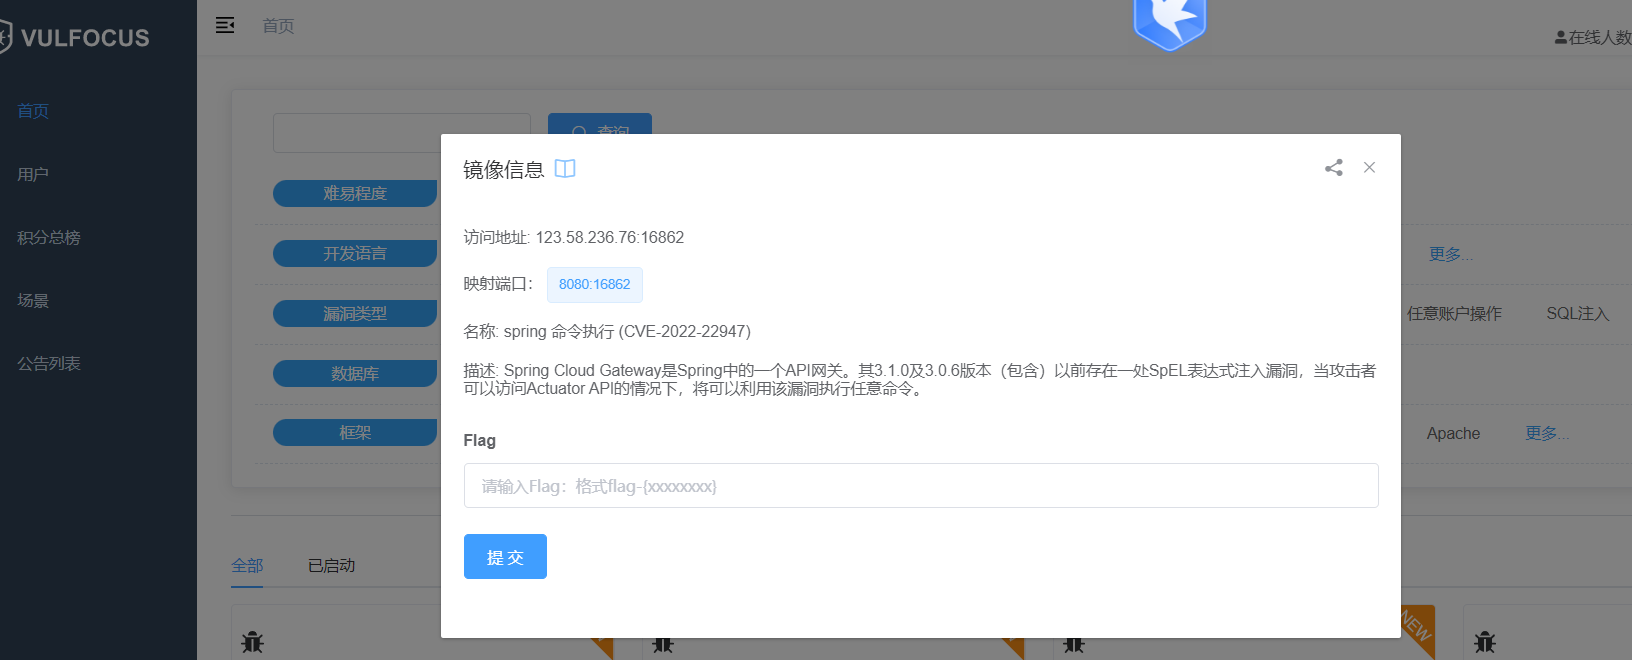 VULFOCUS
首页
在线人数
首页
用户
积分总榜
场景
公告列表
查询
难易程度
开发语言
更多...
漏洞类型
任意账户操作
SQL注入
数据库
框架
Apache
更多...
镜像信息
访问地址: 123.58.236.76:16862
映射端口：
8080:16862
名称: spring 命令执行 (CVE-2022-22947)
描述: Spring Cloud Gateway是Spring中的一个API网关。其3.1.0及3.0.6版本（包含）以前存在一处SpEL表达式注入漏洞，当攻击者
可以访问Actuator API的情况下，将可以利用该漏洞执行任意命令。
Flag
请输入Flag：格式flag-{xxxxxxxx}
提交
全部
已启动
NEW